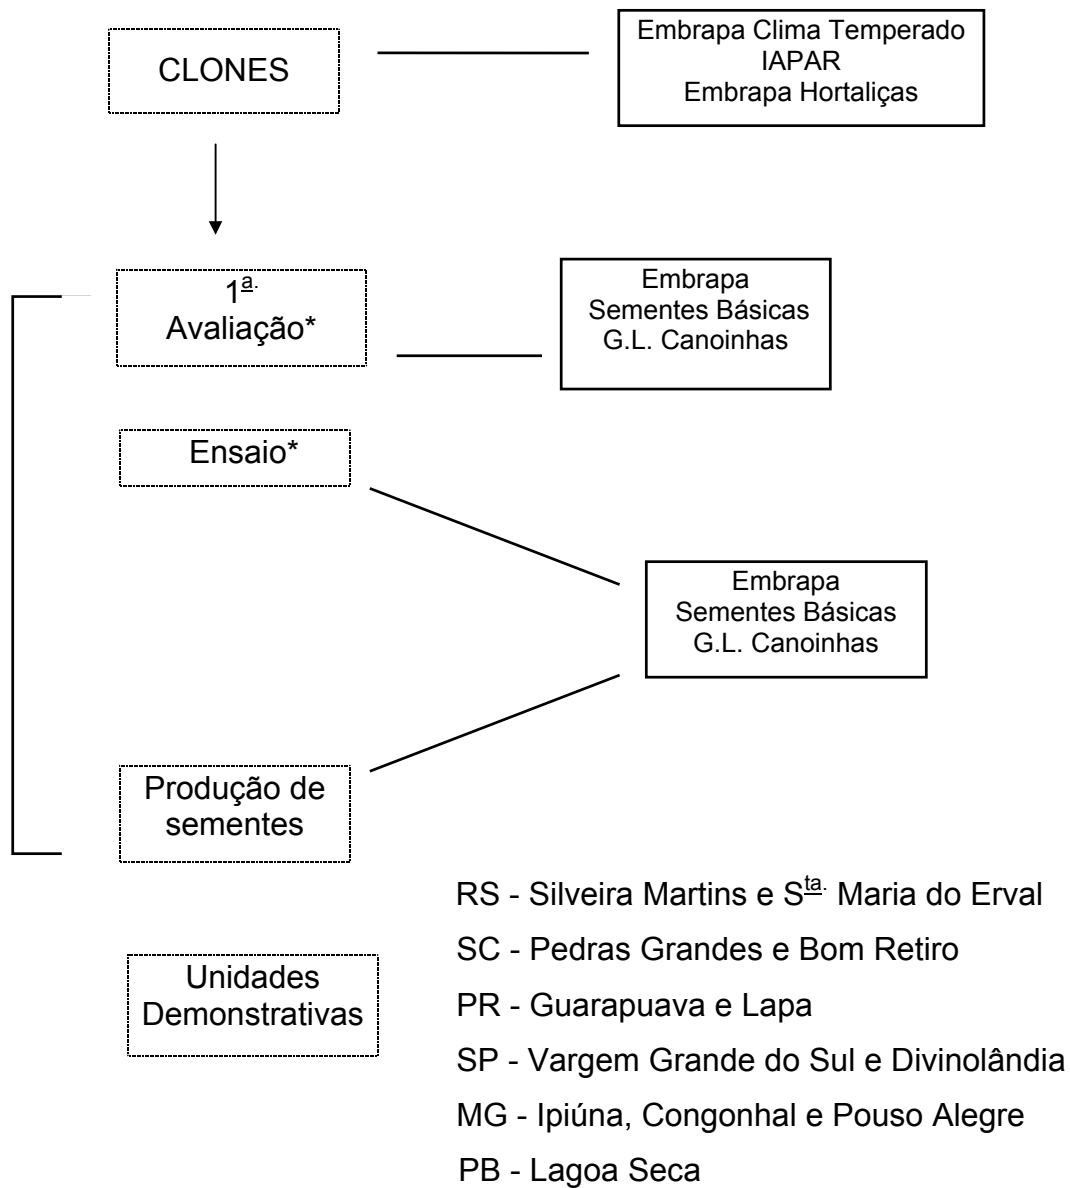 CLONES
Embrapa Clima Temperado
IAPAR
Embrapa Hortaliças
1ª.
Avaliação*
Embrapa
Sementes Básicas
G.L. Canoinhas
Ensaio*
Embrapa
Sementes Básicas
G.L. Canoinhas
Produção de
sementes
Unidades
Demonstrativas
RS - Silveira Martins e Sta. Maria do Erval
SC - Pedras Grandes e Bom Retiro
PR - Guarapuava e Lapa
SP - Vargem Grande do Sul e Divinolândia
MG - Ipiúna, Congonhal e Pouso Alegre
PB - Lagoa Seca